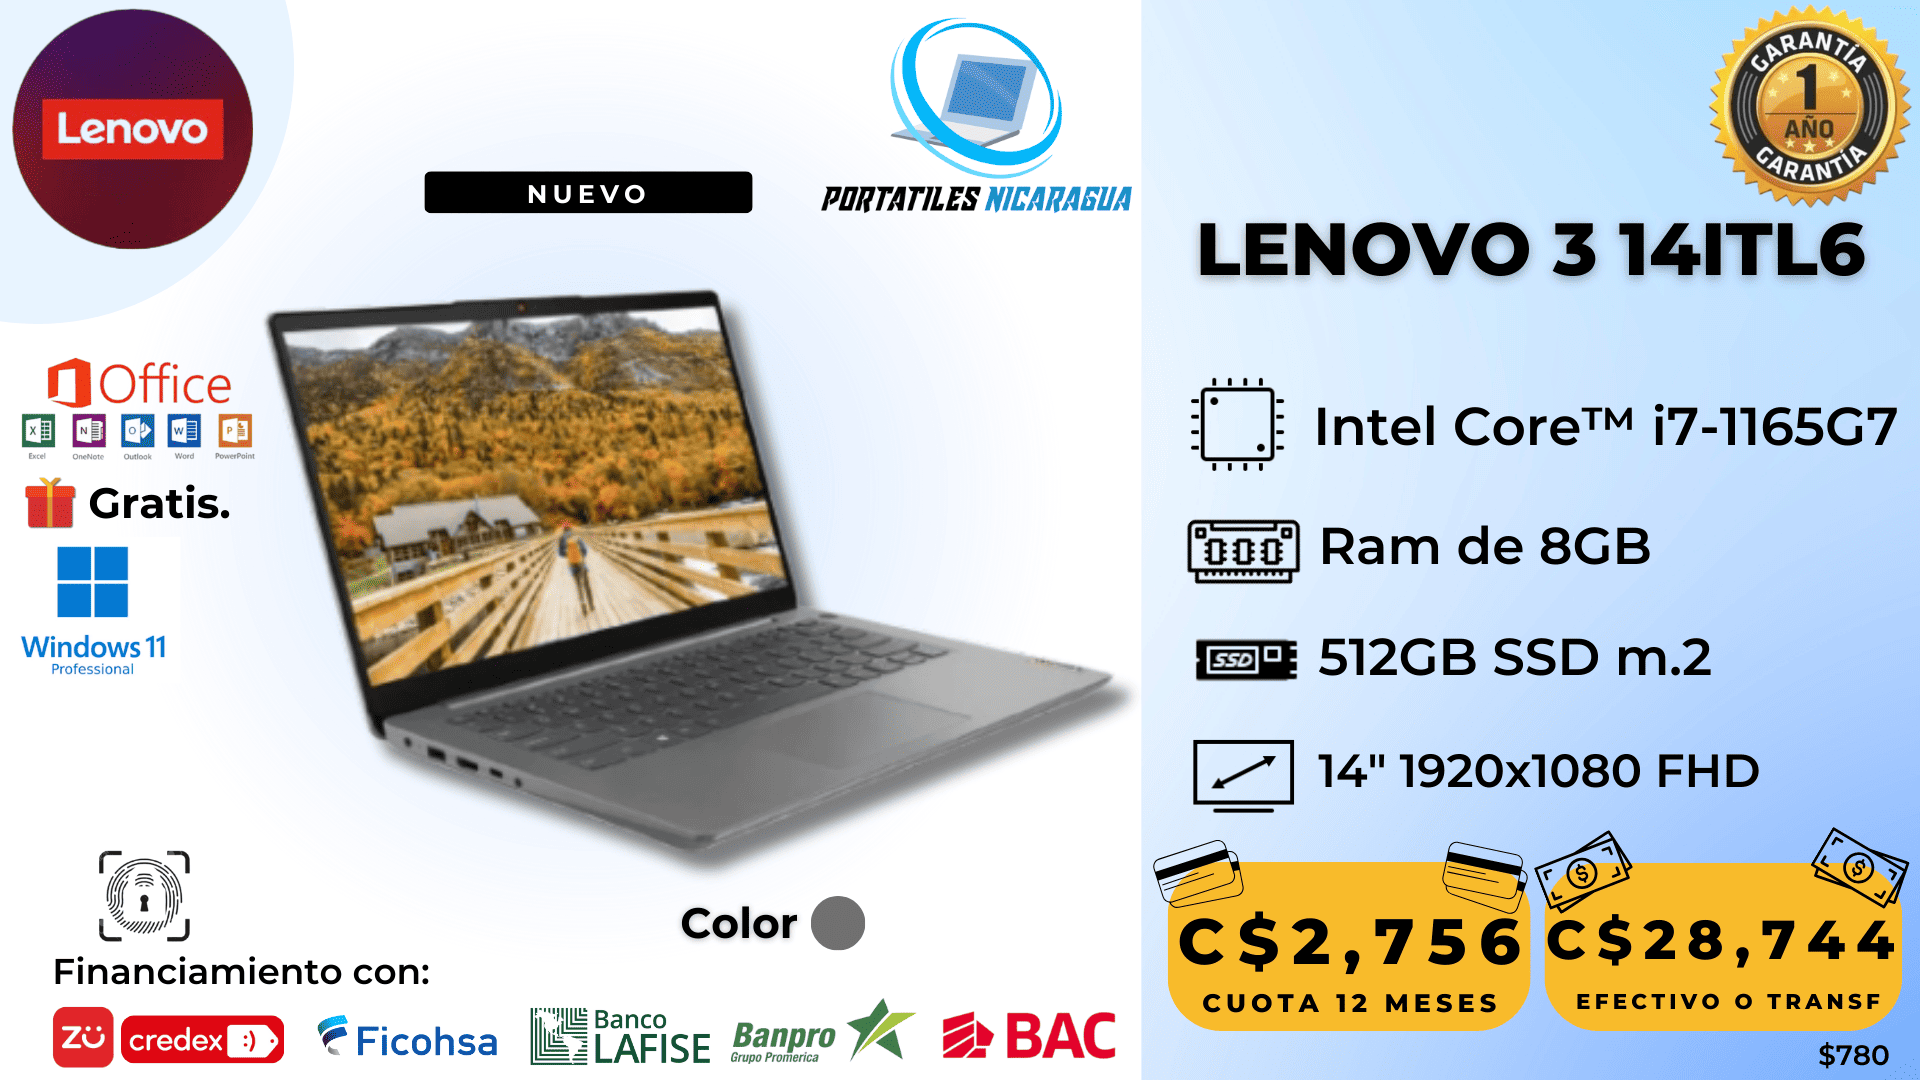 Lenovo
NUEVO
PORTATILES NICARAGUA
GARANTÍA
1
AÑO
GARANTÍA
LENOVO 3 14ITL6
Office
Excel OneNote Outlook Word PowerPoint
Gratis.
Windows 11
Professional
Intel Core™ i7-1165G7
Ram de 8GB
SSD
512GB SSD m.2
14" 1920x1080 FHD
Color
Financiamiento con:
zū
credex :)
Ficohsa
Banco
LAFISE
Banpro
Grupo Promerica
BAC
C$2,756
CUOTA 12 MESES
C$28,744
EFECTIVO O TRANSF
$780